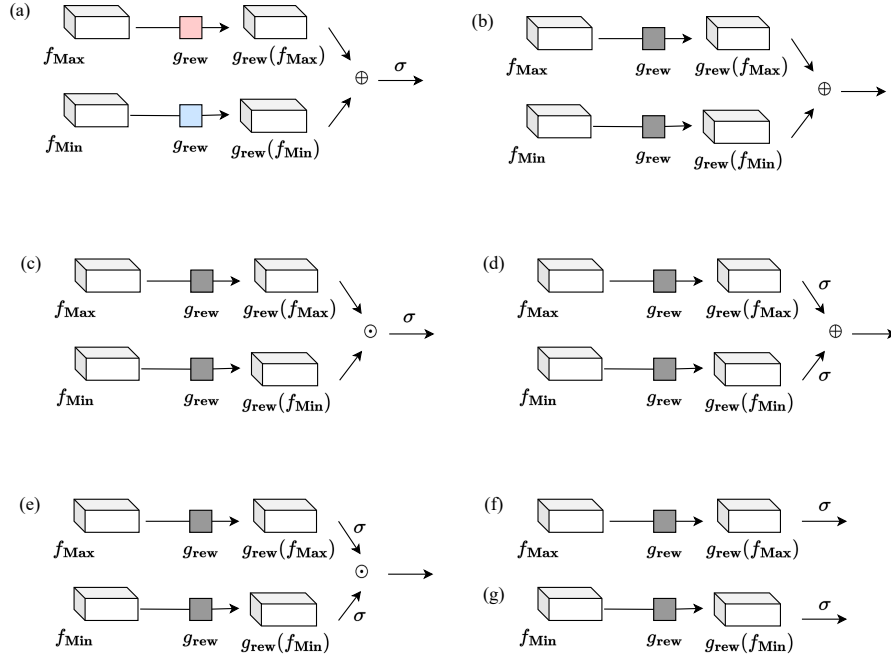 (a)
f_Max g_rew g_rew(f_Max)
⊕ σ
f_Min g_rew g_rew(f_Min)
(b)
f_Max g_rew g_rew(f_Max)
⊕
f_Min g_rew g_rew(f_Min)
(c)
f_Max g_rew g_rew(f_Max)
⊙ σ
f_Min g_rew g_rew(f_Min)
(d)
σ
f_Max g_rew g_rew(f_Max)
⊕
σ
f_Min g_rew g_rew(f_Min)
(e)
σ
f_Max g_rew g_rew(f_Max)
⊙
σ
f_Min g_rew g_rew(f_Min)
(f)
σ
f_Max g_rew g_rew(f_Max)
(g)
σ
f_Min g_rew g_rew(f_Min)